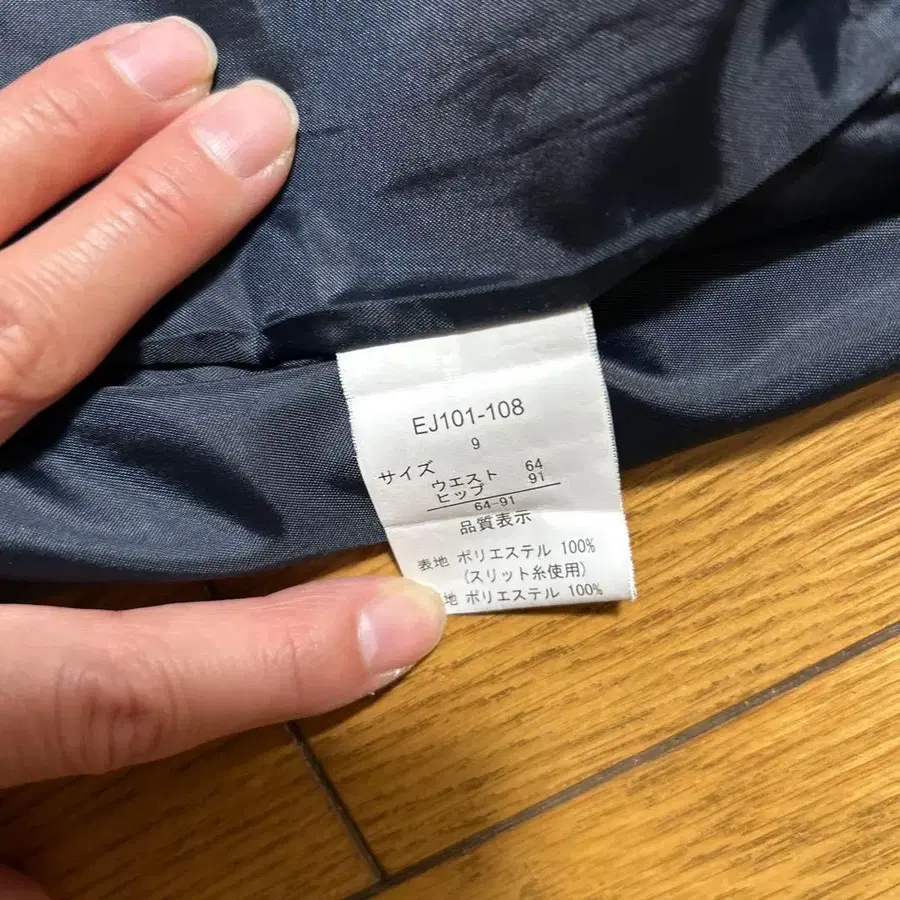 EJ101-108
9
サイズ ウエスト 64
ヒップ 91
64-91
品質表示
表地 ポリエステル 100%
(スリット糸使用)
地 ポリエステル 100%